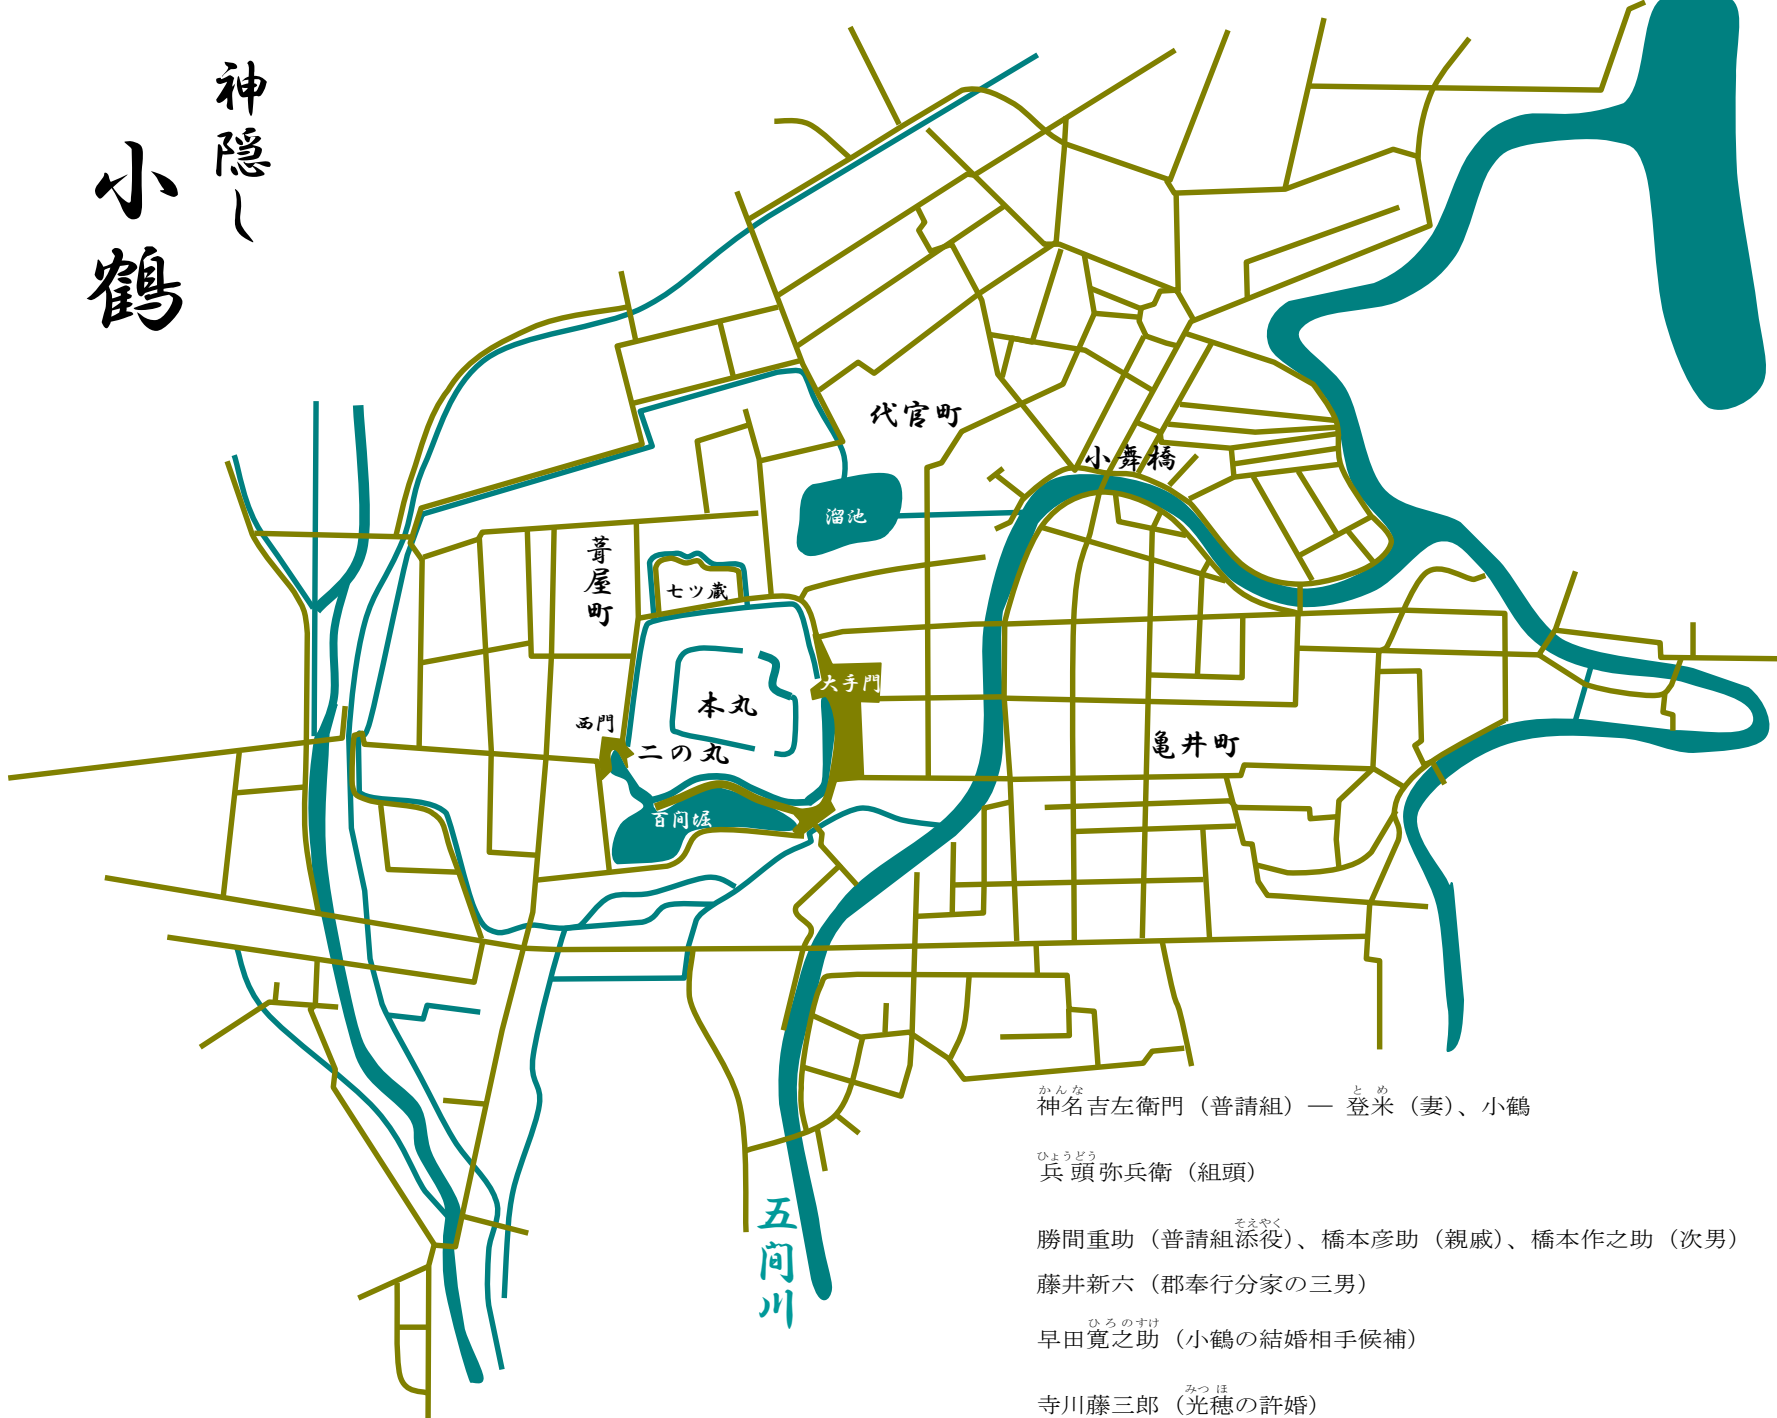 神隠し
小鶴
代官町
小舞橋
溜池
葺屋町
七ツ蔵
大手門
本丸
西門
二の丸
亀井町
百间堀
五间川
神名吉左衛門（普請組）― 登米（妻）、小鶴
かんな
とめ
兵頭弥兵衛（組頭）
ひょうどう
勝間重助（普請組添役）、橋本彦助（親戚）、橋本作之助（次男）
そえやく
藤井新六（郡奉行分家の三男）
早田寛之助（小鶴の結婚相手候補）
ひろのすけ
寺川藤三郎（光穂の許婚）
みつほ